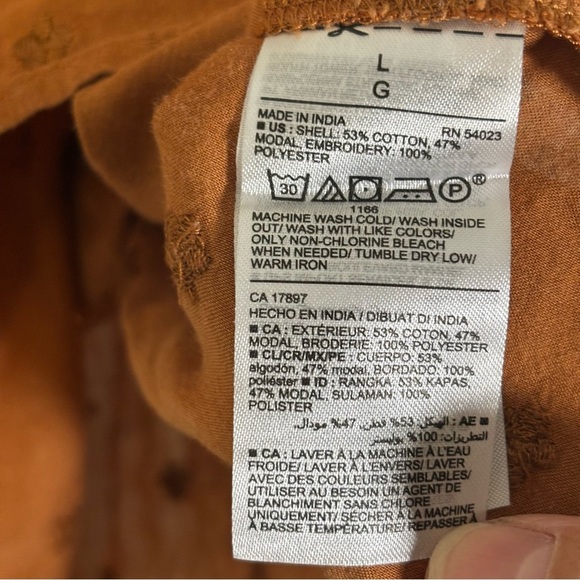 L
G
MADE IN INDIA RN 54023
■ US : SHELL: 53% COTTON, 47%
MODAL, EMBROIDERY: 100%
POLYESTER
30 P ®
1166
MACHINE WASH COLD/ WASH INSIDE
OUT/ WASH WITH LIKE COLORS/
ONLY NON-CHLORINE BLEACH
WHEN NEEDED/ TUMBLE DRY LOW/
WARM IRON
CA 17897
HECHO EN INDIA / DIBUAT DI INDIA
■ CA : EXTÉRIEUR: 53% COTON, 47%
MODAL, BRODERIE: 100% POLYESTER
■ CL/CR/MX/PE : CUERPO: 53%
algodón, 47% modal, BORDADO: 100%
poliéster ■ ID : RANGKA: 53% KAPAS,
47% MODAL, SULAMAN: 100%
POLISTER
■ AE : الهيكل: 53% قطن, 47% مودال,
التطريزات: 100% بوليستر
■ CA : LAVER À LA MACHINE À L'EAU
FROIDE/ LAVER À L'ENVERS/ LAVER
AVEC DES COULEURS SEMBLABLES/
UTILISER AU BESOIN UN AGENT DE
BLANCHIMENT SANS CHLORE
UNIQUEMENT/ SÉCHER À LA MACHINE
À BASSE TEMPÉRATURE/ REPASSER À